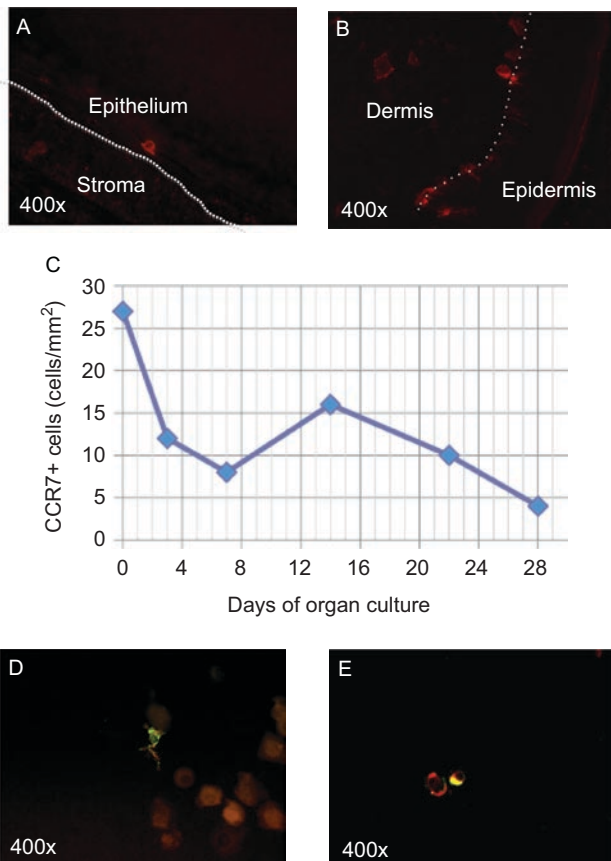 A
Epithelium
Stroma
400x
B
Dermis
Epidermis
400x
C
CCR7+ cells (cells/mm²)
30
25
20
15
10
5
0
0 4 8 12 16 20 24 28
Days of organ culture
D
400x
E
400x